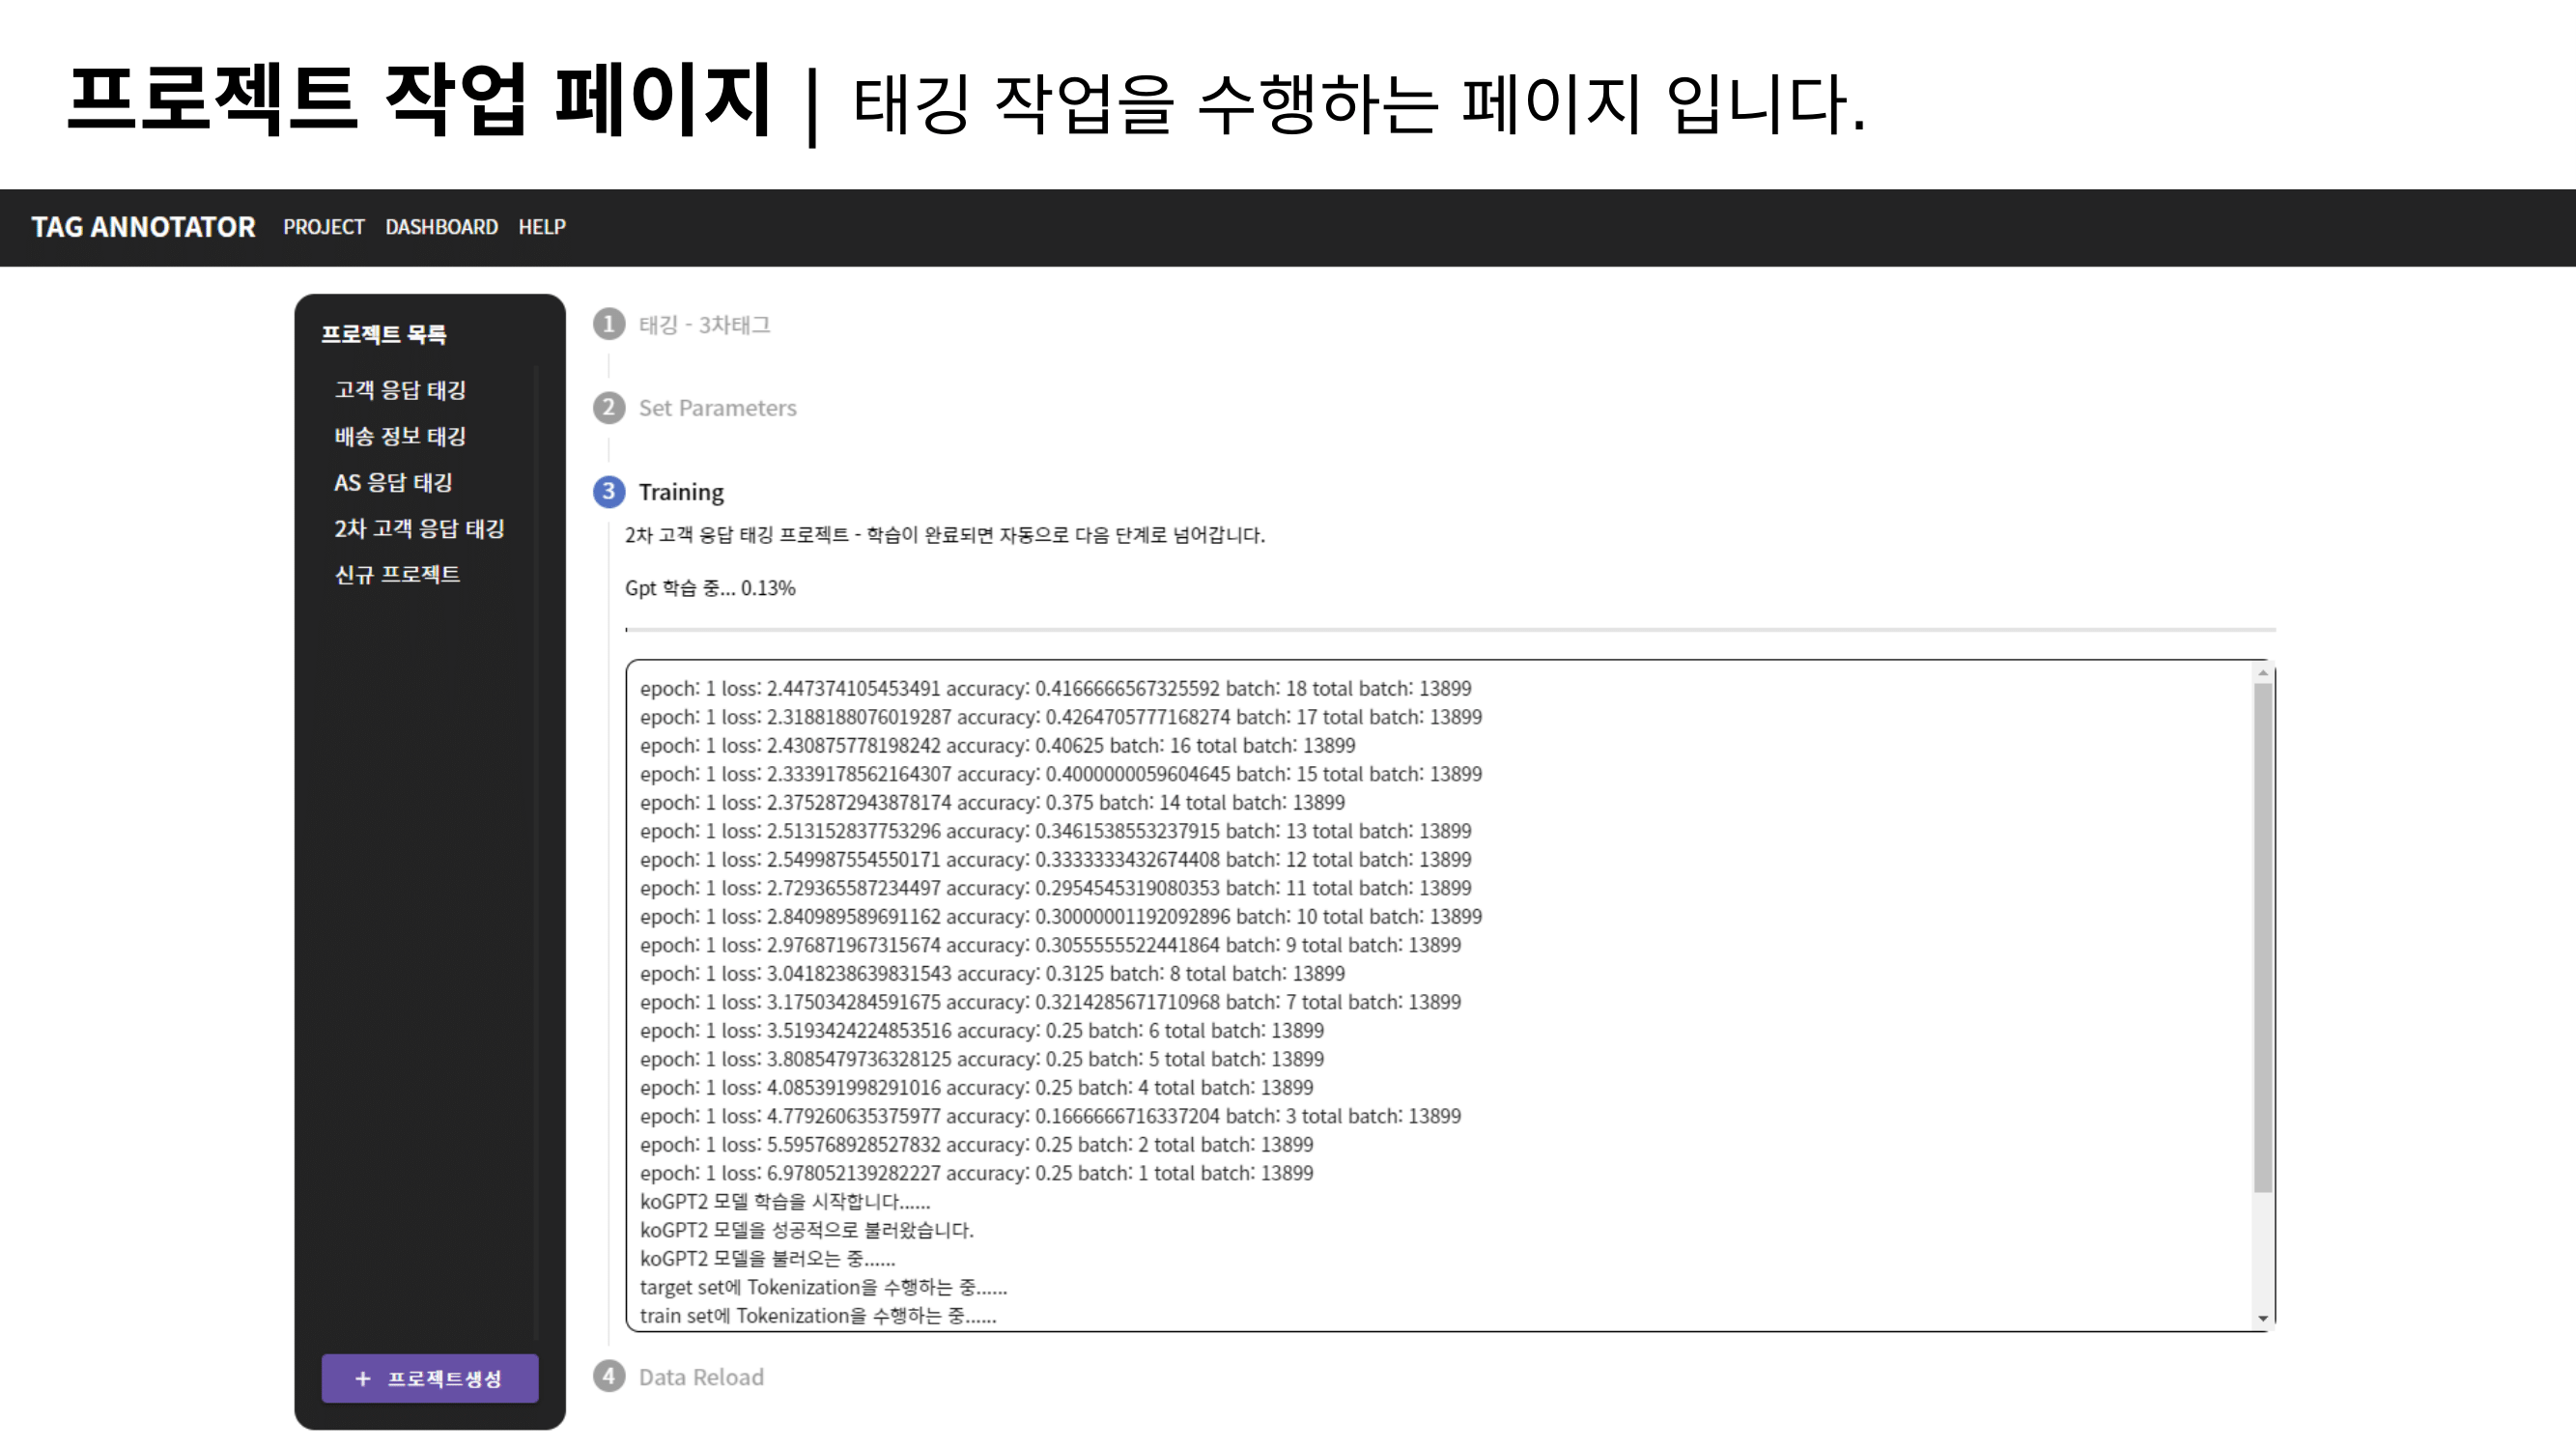 프로젝트 작업 페이지 | 태깅 작업을 수행하는 페이지 입니다.
TAG ANNOTATOR PROJECT DASHBOARD HELP
프로젝트 목록
고객 응답 태깅
배송 정보 태깅
AS 응답 태깅
2차 고객 응답 태깅
신규 프로젝트
+ 프로젝트생성
1 태깅 - 3차태그
2 Set Parameters
3 Training
2차 고객 응답 태깅 프로젝트 - 학습이 완료되면 자동으로 다음 단계로 넘어갑니다.
Gpt 학습 중... 0.13%
epoch: 1 loss: 2.447374105453491 accuracy: 0.4166666567325592 batch: 18 total batch: 13899
epoch: 1 loss: 2.3188188076019287 accuracy: 0.4264705777168274 batch: 17 total batch: 13899
epoch: 1 loss: 2.430875778198242 accuracy: 0.40625 batch: 16 total batch: 13899
epoch: 1 loss: 2.3339178562164307 accuracy: 0.4000000059604645 batch: 15 total batch: 13899
epoch: 1 loss: 2.3752872943878174 accuracy: 0.375 batch: 14 total batch: 13899
epoch: 1 loss: 2.513152837753296 accuracy: 0.3461538553237915 batch: 13 total batch: 13899
epoch: 1 loss: 2.549987554550171 accuracy: 0.3333333432674408 batch: 12 total batch: 13899
epoch: 1 loss: 2.729365587234497 accuracy: 0.2954545319080353 batch: 11 total batch: 13899
epoch: 1 loss: 2.840989589691162 accuracy: 0.30000001192092896 batch: 10 total batch: 13899
epoch: 1 loss: 2.976871967315674 accuracy: 0.3055555522441864 batch: 9 total batch: 13899
epoch: 1 loss: 3.0418238639831543 accuracy: 0.3125 batch: 8 total batch: 13899
epoch: 1 loss: 3.175034284591675 accuracy: 0.3214285671710968 batch: 7 total batch: 13899
epoch: 1 loss: 3.5193424224853516 accuracy: 0.25 batch: 6 total batch: 13899
epoch: 1 loss: 3.8085479736328125 accuracy: 0.25 batch: 5 total batch: 13899
epoch: 1 loss: 4.085391998291016 accuracy: 0.25 batch: 4 total batch: 13899
epoch: 1 loss: 4.779260635375977 accuracy: 0.1666666716337204 batch: 3 total batch: 13899
epoch: 1 loss: 5.595768928527832 accuracy: 0.25 batch: 2 total batch: 13899
epoch: 1 loss: 6.978052139282227 accuracy: 0.25 batch: 1 total batch: 13899
koGPT2 모델 학습을 시작합니다......
koGPT2 모델을 성공적으로 불러왔습니다.
koGPT2 모델을 불러오는 중......
target set에 Tokenization을 수행하는 중......
train set에 Tokenization을 수행하는 중......
4 Data Reload